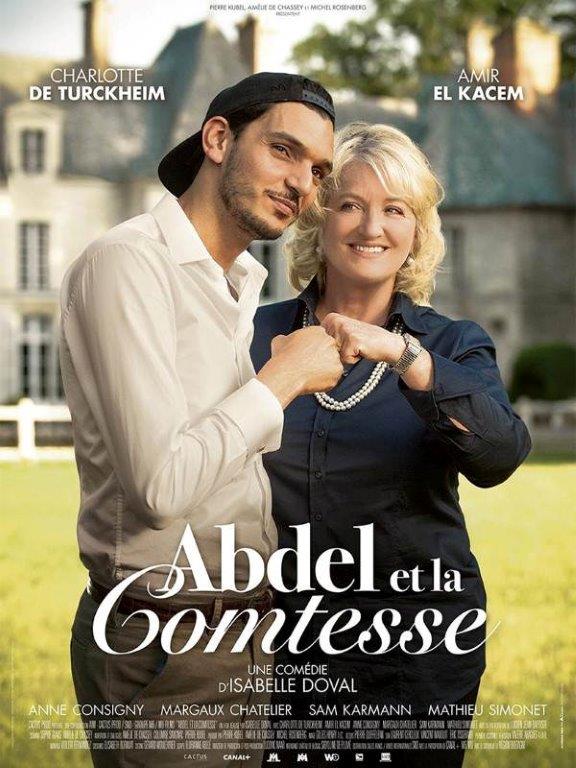 PIERRE KUBEL, AMÉLIE DE CHASSEY ET MICHEL ROSENBERG
PRÉSENTENT
CHARLOTTE
DE TURCKHEIM
AMIR
EL KACEM
Abdel et la
Comtesse
UNE COMÉDIE
D'ISABELLE DOVAL
ANNE CONSIGNY MARGAUX CHATELIER SAM KARMANN MATHIEU SIMONET
CACTUS CANAL+